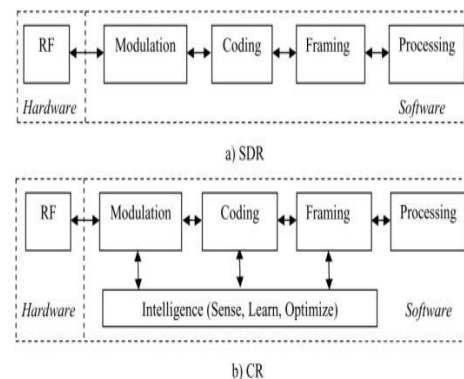 RF Modulation Coding Framing Processing
Hardware Software
a) SDR
RF Modulation Coding Framing Processing
Hardware Intelligence (Sense, Learn, Optimize) Software
b) CR